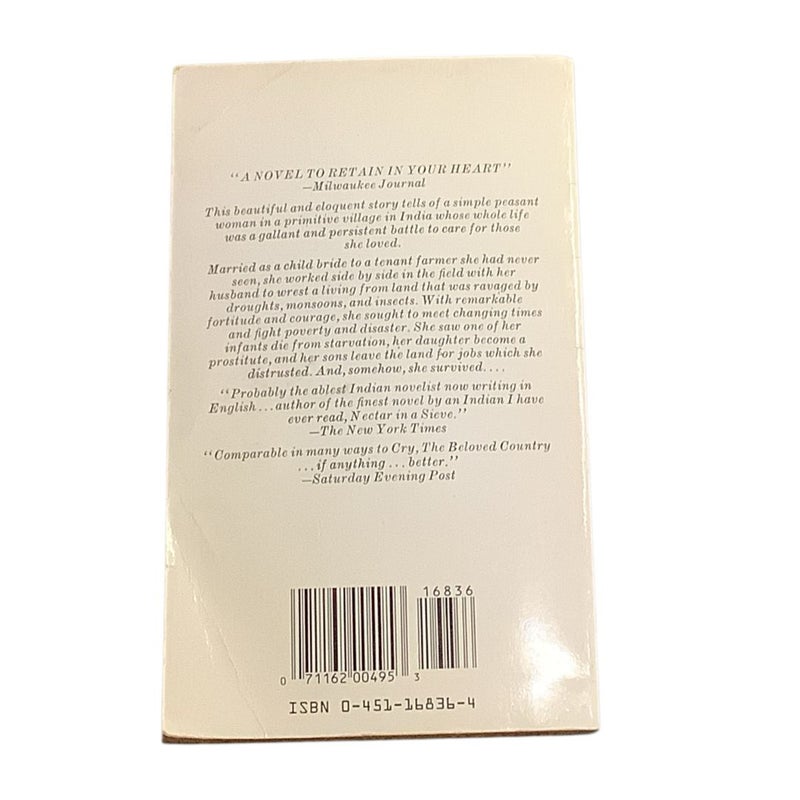 “A NOVEL TO RETAIN IN YOUR HEART”
—Milwaukee Journal
This beautiful and eloquent story tells of a simple peasant
woman in a primitive village in India whose whole life
was a gallant and persistent battle to care for those
she loved.
Married as a child bride to a tenant farmer she had never
seen, she worked side by side in the field with her
husband to wrest a living from land that was ravaged by
droughts, monsoons, and insects. With remarkable
fortitude and courage, she sought to meet changing times
and fight poverty and disaster. She saw one of her
infants die from starvation, her daughter become a
prostitute, and her sons leave the land for jobs which she
distrusted. And, somehow, she survived. . . .
“Probably the ablest Indian novelist now writing in
English . . . author of the finest novel by an Indian I have
ever read, Nectar in a Sieve.”
—The New York Times
“Comparable in many ways to Cry, The Beloved Country
. . . if anything . . . better.”
—Saturday Evening Post
16836
0 71162 00495 3
ISBN 0-451-16836-4